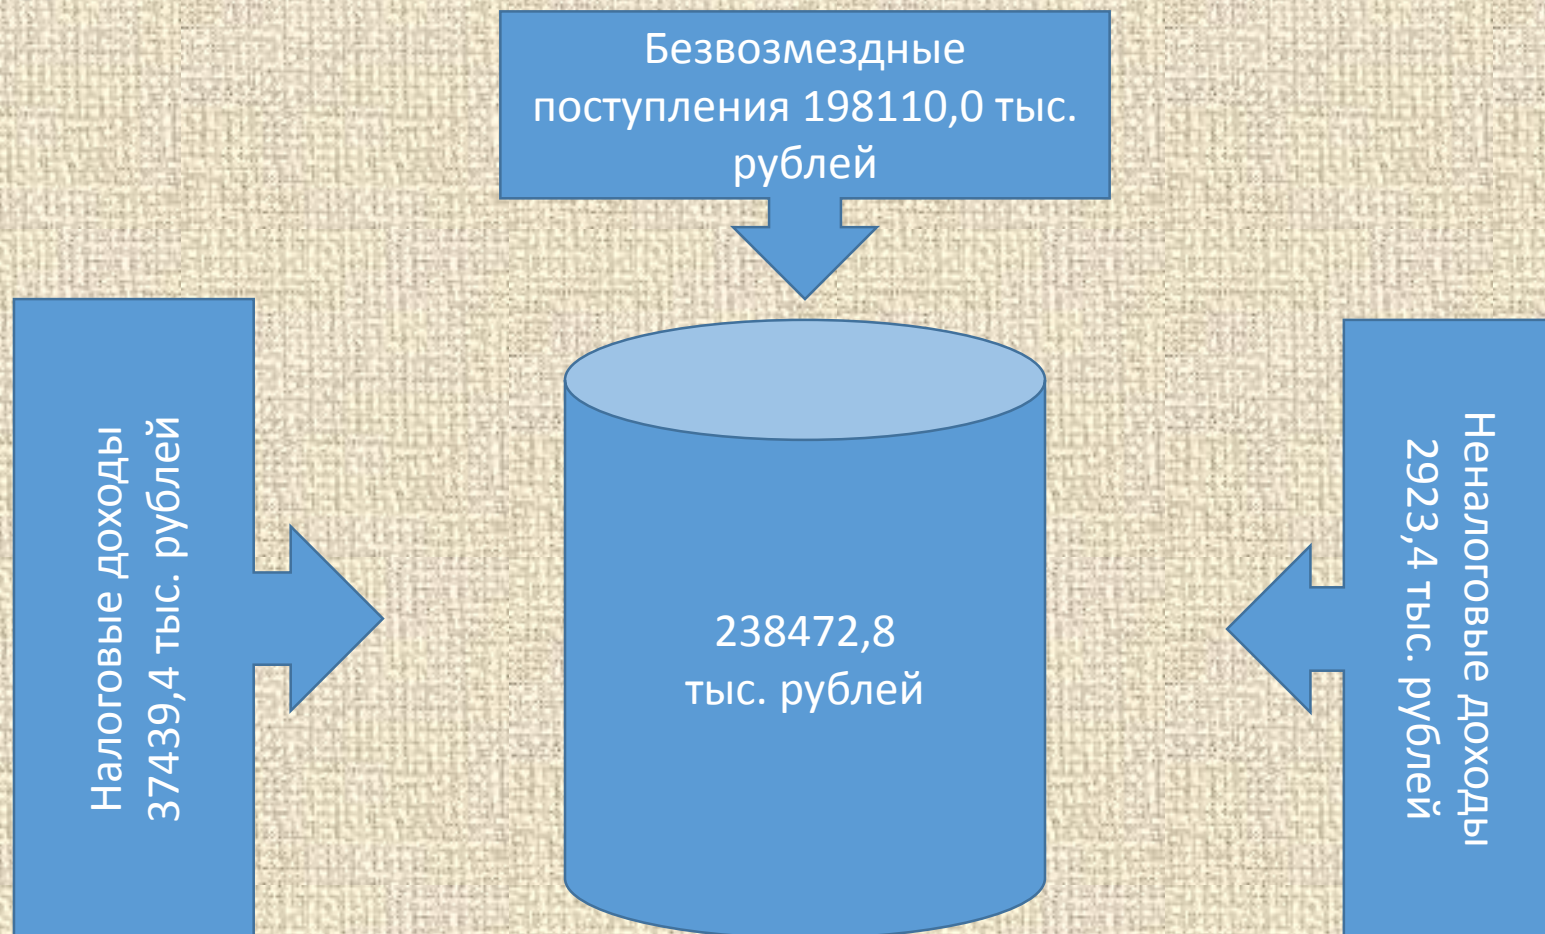 Безвозмездные
поступления 198110,0 тыс.
рублей
Налоговые доходы
37439,4 тыс. рублей
238472,8
тыс. рублей
Неналоговые доходы
2923,4 тыс. рублей